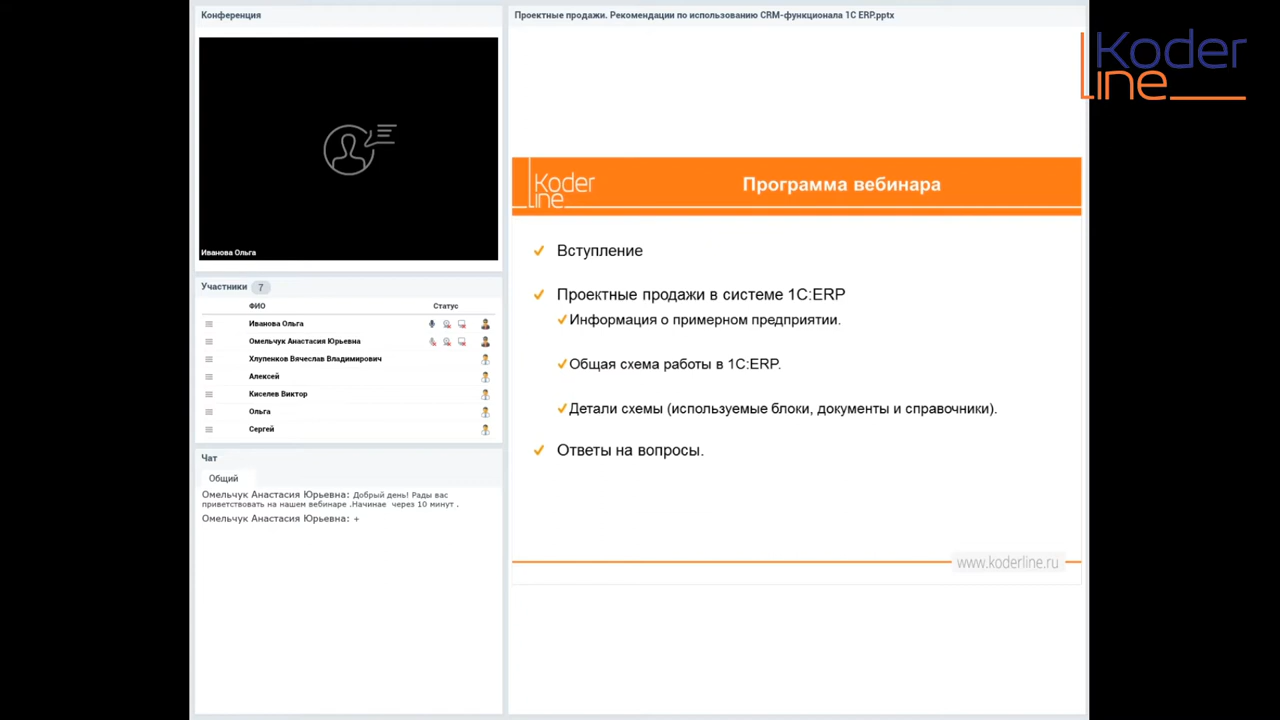 Конференция
Иванова Ольга
Участники 7
ФИО Статус
Иванова Ольга
Омельчук Анастасия Юрьевна
Хлупенков Вячеслав Владимирович
Алексей
Киселев Виктор
Ольга
Сергей
Чат
Общий
Омельчук Анастасия Юрьевна: Добрый день! Рады вас
приветствовать на нашем вебинаре .Начинае через 10 минут .
Омельчук Анастасия Юрьевна: +
Проектные продажи. Рекомендации по использованию CRM-функционала 1С ERP.pptx
Koder
line
Koder
line
Программа вебинара
Вступление
Проектные продажи в системе 1С:ERP
Информация о примерном предприятии.
Общая схема работы в 1С:ERP.
Детали схемы (используемые блоки, документы и справочники).
Ответы на вопросы.
www.koderline.ru